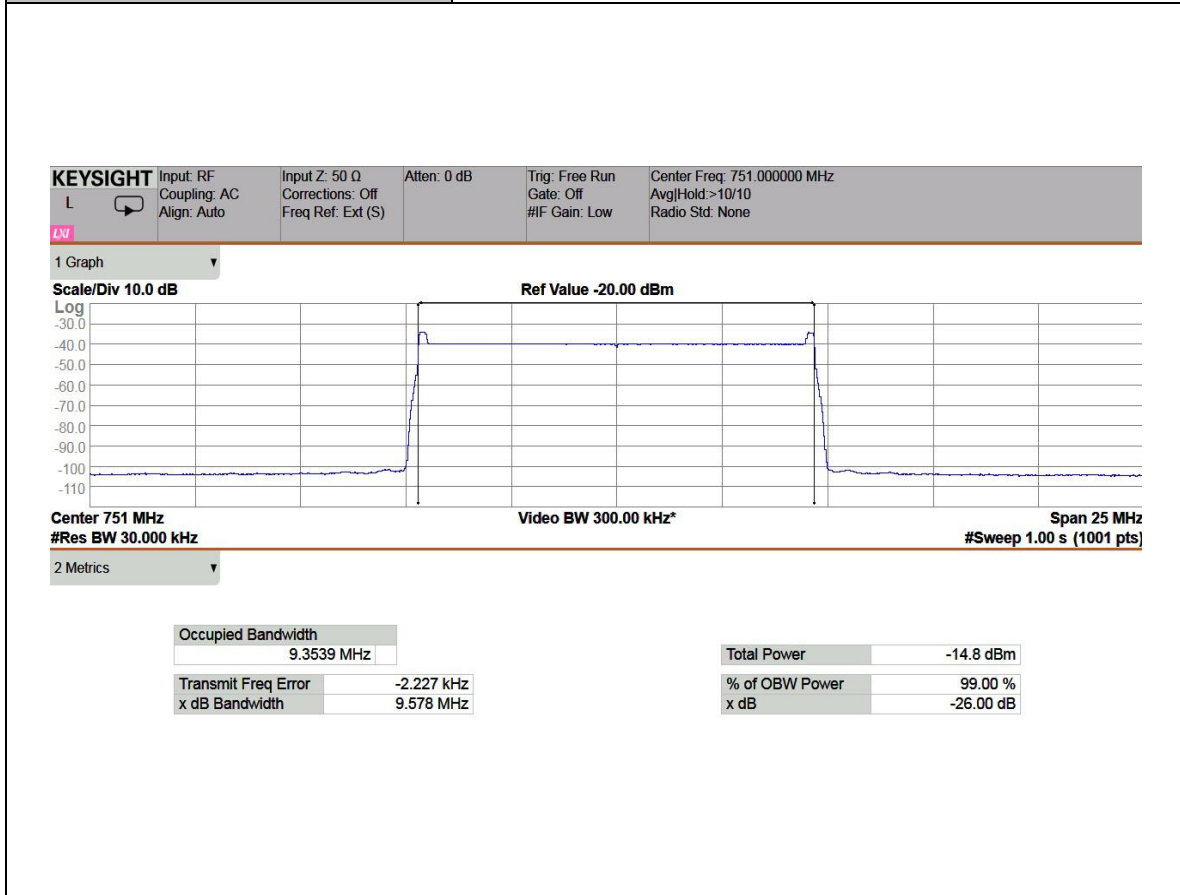 KEYSIGHT Input: RF Input Z: 50 Ω Atten: 0 dB Trig: Free Run Center Freq: 751.000000 MHz
L Coupling: AC Corrections: Off Gate: Off Avg|Hold:>10/10
Align: Auto Freq Ref: Ext (S) #IF Gain: Low Radio Std: None
LXI
1 Graph
Scale/Div 10.0 dB Ref Value -20.00 dBm
Log
-30.0
-40.0
-50.0
-60.0
-70.0
-80.0
-90.0
-100
-110
Center 751 MHz Video BW 300.00 kHz* Span 25 MHz
#Res BW 30.000 kHz #Sweep 1.00 s (1001 pts)
2 Metrics
Occupied Bandwidth
9.3539 MHz
Total Power -14.8 dBm
Transmit Freq Error -2.227 kHz % of OBW Power 99.00 %
x dB Bandwidth 9.578 MHz x dB -26.00 dB